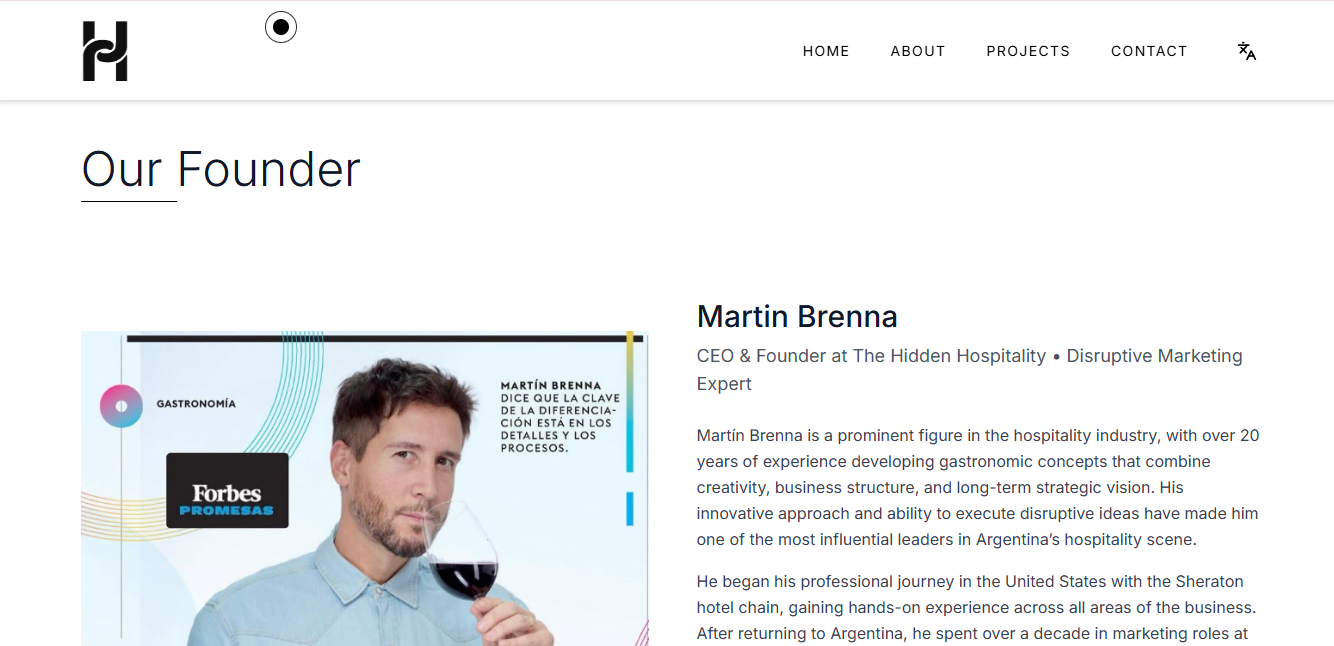 HOME ABOUT PROJECTS CONTACT
Our Founder
GASTRONOMÍA
Forbes
PROMESAS
MARTÍN BRENNA
DICE QUE LA CLAVE
DE LA DIFERENCIA-
CIÓN ESTÁ EN LOS
DETALLES Y LOS
PROCESOS.
Martin Brenna
CEO & Founder at The Hidden Hospitality • Disruptive Marketing
Expert
Martín Brenna is a prominent figure in the hospitality industry, with over 20
years of experience developing gastronomic concepts that combine
creativity, business structure, and long-term strategic vision. His
innovative approach and ability to execute disruptive ideas have made him
one of the most influential leaders in Argentina’s hospitality scene.
He began his professional journey in the United States with the Sheraton
hotel chain, gaining hands-on experience across all areas of the business.
After returning to Argentina, he spent over a decade in marketing roles at